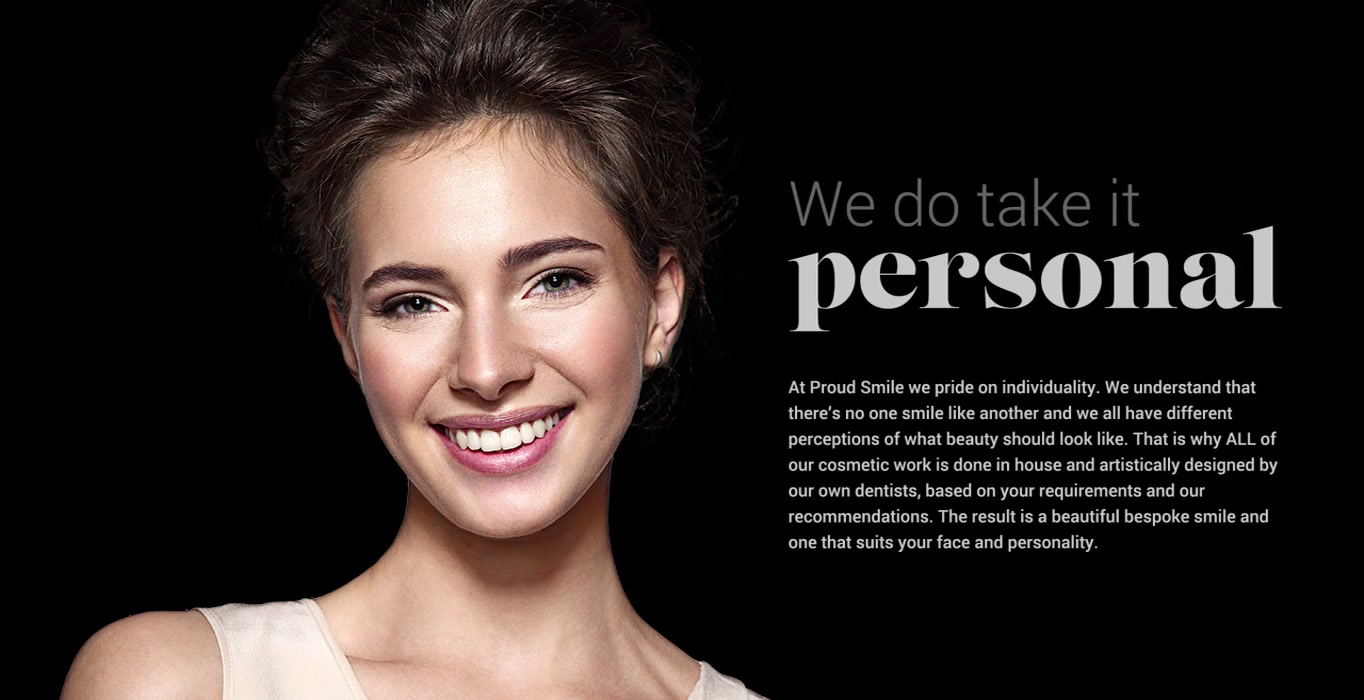 We do take it
personal
At Proud Smile we pride on individuality. We understand that
there's no one smile like another and we all have different
perceptions of what beauty should look like. That is why ALL of
our cosmetic work is done in house and artistically designed by
our own dentists, based on your requirements and our
recommendations. The result is a beautiful bespoke smile and
one that suits your face and personality.